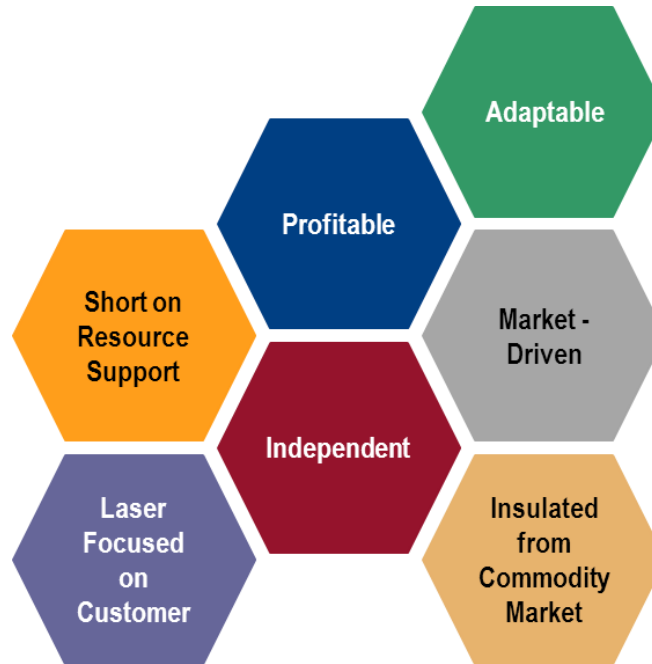 Adaptable
Profitable
Short on
Resource
Support
Market -
Driven
Independent
Laser
Focused
on
Customer
Insulated
from
Commodity
Market